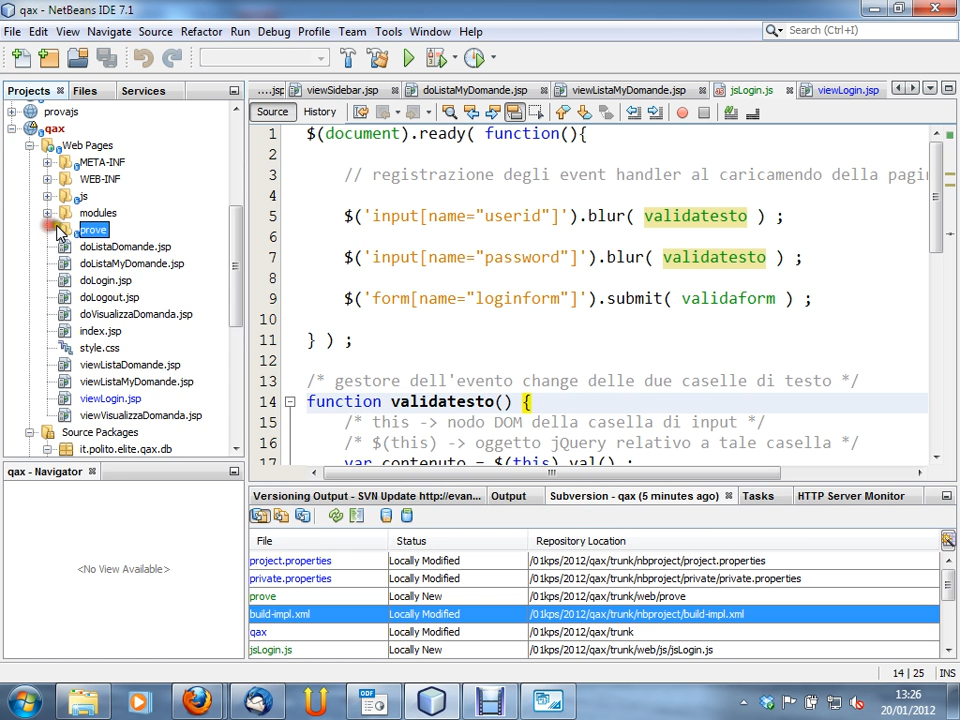 qax - NetBeans IDE 7.1
File Edit View Navigate Source Refactor Run Debug Profile Team Tools Window Help
Search (Ctrl+I)
Projects Files Services
....jsp viewSidebar.jsp doListaMyDomande.jsp viewListaMyDomande.jsp jsLogin.js viewLogin.jsp
Source History
provajs
qax
Web Pages
META-INF
WEB-INF
js
modules
prove
doListaDomande.jsp
doListaMyDomande.jsp
doLogin.jsp
doLogout.jsp
doVisualizzaDomanda.jsp
index.jsp
style.css
viewListaDomande.jsp
viewListaMyDomande.jsp
viewLogin.jsp
viewVisualizzaDomanda.jsp
Source Packages
it.polito.elite.qax.db
1 $(document).ready( function(){
2
3 // registrazione degli event handler al caricamento della pagin
4
5 $('input[name="userid"]').blur( validatesto ) ;
6
7 $('input[name="password"]').blur( validatesto ) ;
8
9 $('form[name="loginform"]').submit( validaform ) ;
10
11 } ) ;
12
13 /* gestore dell'evento change delle due caselle di testo */
14 function validatesto() {
15 /* this -> nodo DOM della casella di input */
16 /* $(this) -> oggetto jQuery relativo a tale casella */
17 var contenuto = $(this).val() ;
qax - Navigator
<No View Available>
Versioning Output - SVN Update http://evan... Output Subversion - qax (5 minutes ago) Tasks HTTP Server Monitor
File Status Repository Location
project.properties Locally Modified /01kps/2012/qax/trunk/nbproject/project.properties
private.properties Locally Modified /01kps/2012/qax/trunk/nbproject/private/private.properties
prove Locally New /01kps/2012/qax/trunk/web/prove
build-impl.xml Locally Modified /01kps/2012/qax/trunk/nbproject/build-impl.xml
qax Locally Modified /01kps/2012/qax/trunk
jsLogin.js Locally New /01kps/2012/qax/trunk/web/js/jsLogin.js
14 | 25 INS
ODF
13:26
20/01/2012